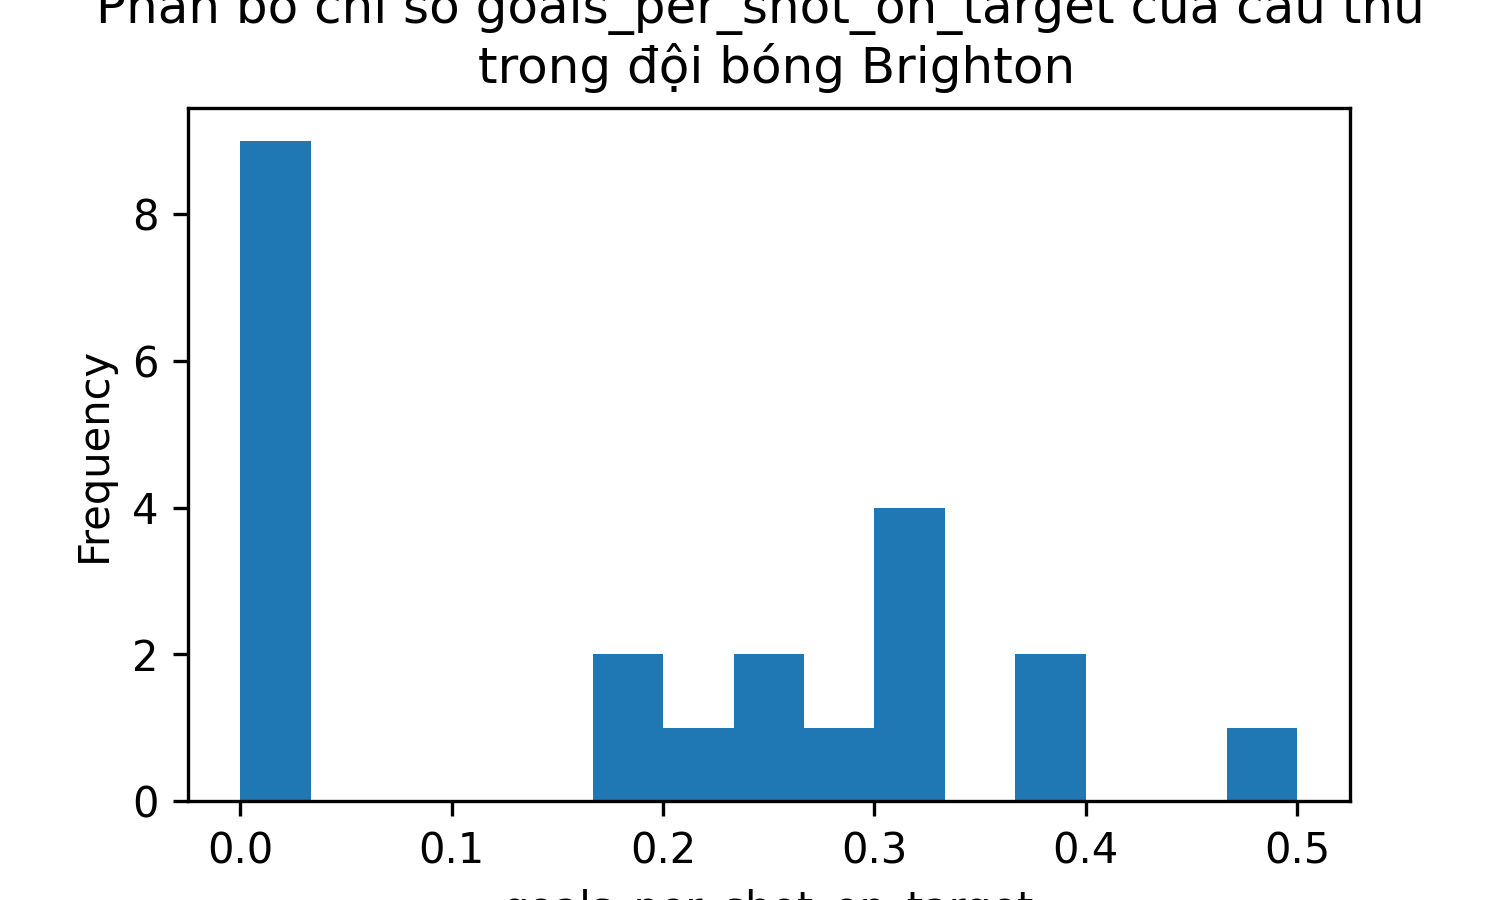 Phân bố chỉ số goals_per_shot_on_target của cầu thủ
trong đội bóng Brighton
Frequency
8
6
4
2
0
0.0 0.1 0.2 0.3 0.4 0.5
goals_per_shot_on_target